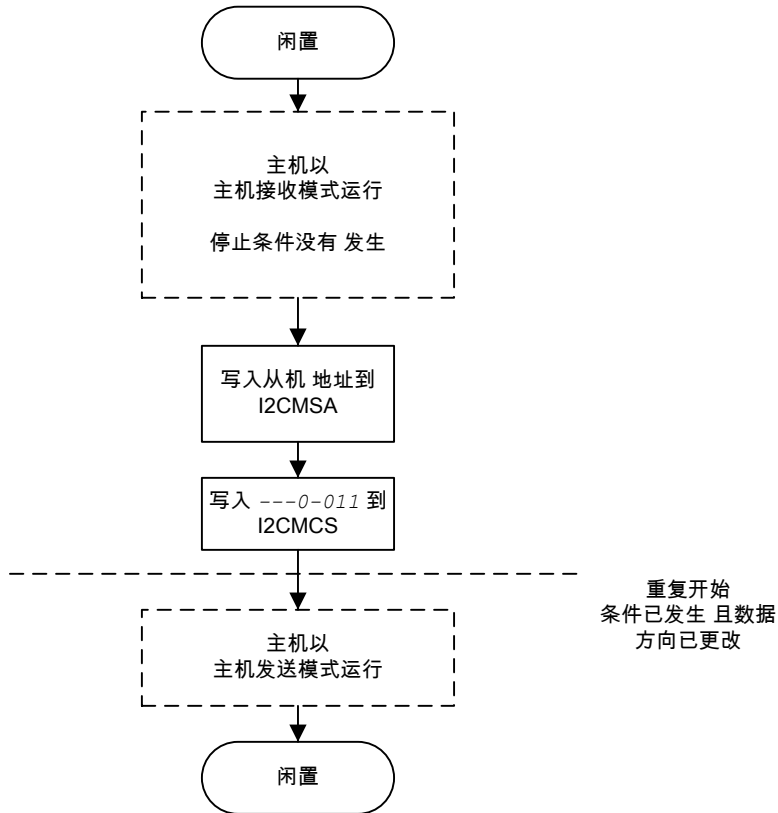 闲置
主机以
主机接收模式运行
停止条件没有 发生
写入从机 地址到
I2CMSA
写入 ---0-011 到
I2CMCS
重复开始
条件已发生 且数据
方向已更改
主机以
主机发送模式运行
闲置